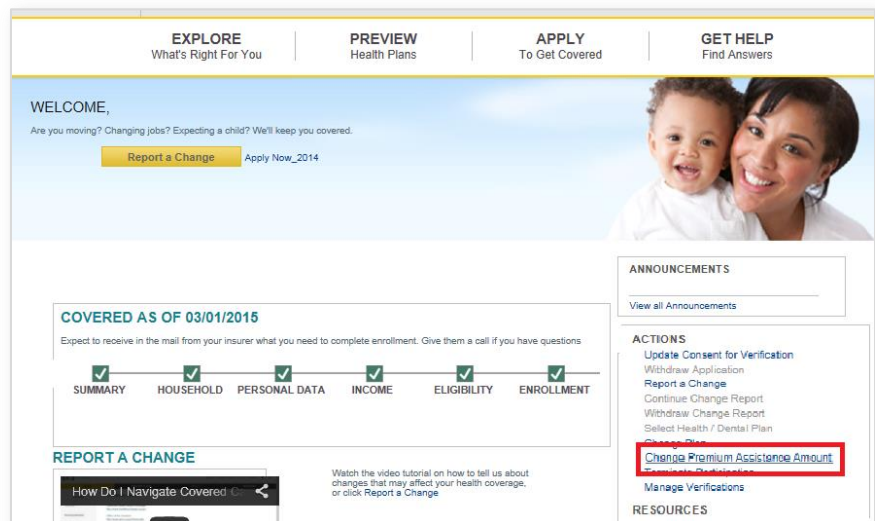 EXPLORE
What's Right For You
PREVIEW
Health Plans
APPLY
To Get Covered
GET HELP
Find Answers
WELCOME,
Are you moving? Changing jobs? Expecting a child? We'll keep you covered.
Report a Change
Apply Now_2014
ANNOUNCEMENTS
View all Announcements
COVERED AS OF 03/01/2015
Expect to receive in the mail from your insurer what you need to complete enrollment. Give them a call if you have questions
SUMMARY HOUSEHOLD PERSONAL DATA INCOME ELIGIBILITY ENROLLMENT
ACTIONS
Update Consent for Verification
Withdraw Application
Report a Change
Continue Change Report
Withdraw Change Report
Select Health / Dental Plan
Change Plan
Change Premium Assistance Amount
Terminate Participation
Manage Verifications
RESOURCES
REPORT A CHANGE
How Do I Navigate Covered
Watch the video tutorial on how to tell us about
changes that may affect your health coverage,
or click Report a Change